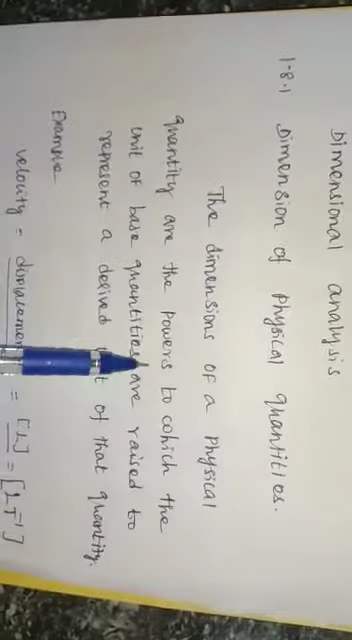 Dimensional analysis
1-8.1 Dimension of Physical quantities.
The dimensions of a Physical
quantity are the powers to which the
unit of base quantities are raised to
represent a derived t of that quantity.
Example
velocity = displacemen = [L] = [LT⁻¹]